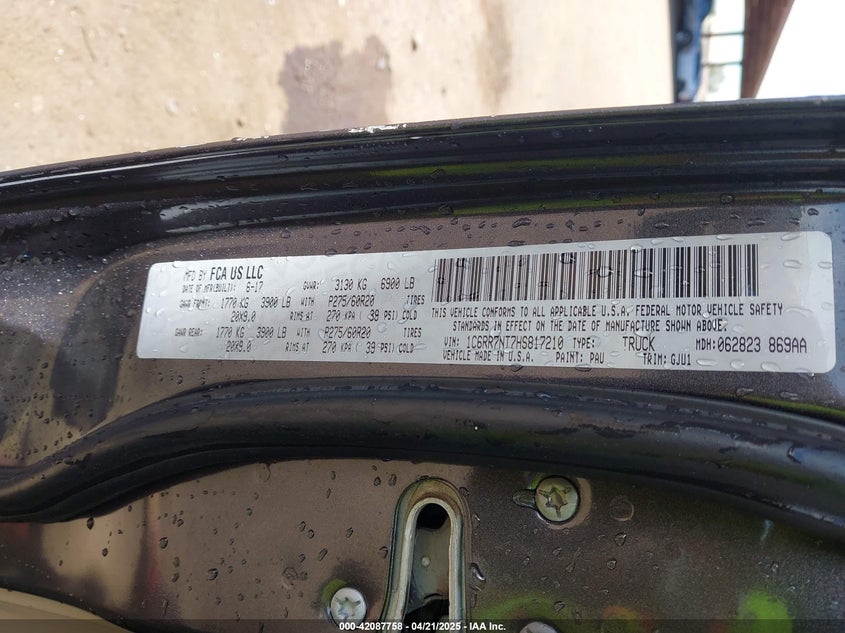 MFD BY FCA US LLC
DATE OF MFR(BUILT): 6-17 GVWR: 3130 KG 6900 LB
GAWR FRONT: 1770 KG 3900 LB WITH P275/60R20 TIRES
20X9.0 RIMS AT 270 KPA ( 39 PSI) COLD
GAWR REAR: 1770 KG 3900 LB WITH P275/60R20 TIRES
20X9.0 RIMS AT 270 KPA ( 39 PSI) COLD
THIS VEHICLE CONFORMS TO ALL APPLICABLE U.S.A. FEDERAL MOTOR VEHICLE SAFETY
STANDARDS IN EFFECT ON THE DATE OF MANUFACTURE SHOWN ABOVE.
VIN: 1C6RR7NT7HS817210 TYPE: TRUCK MDH: 062823 869AA
VEHICLE MADE IN U.S.A. PAINT: PAU TRIM: GJU1
000-42087758 - 04/21/2025 - IAA Inc.